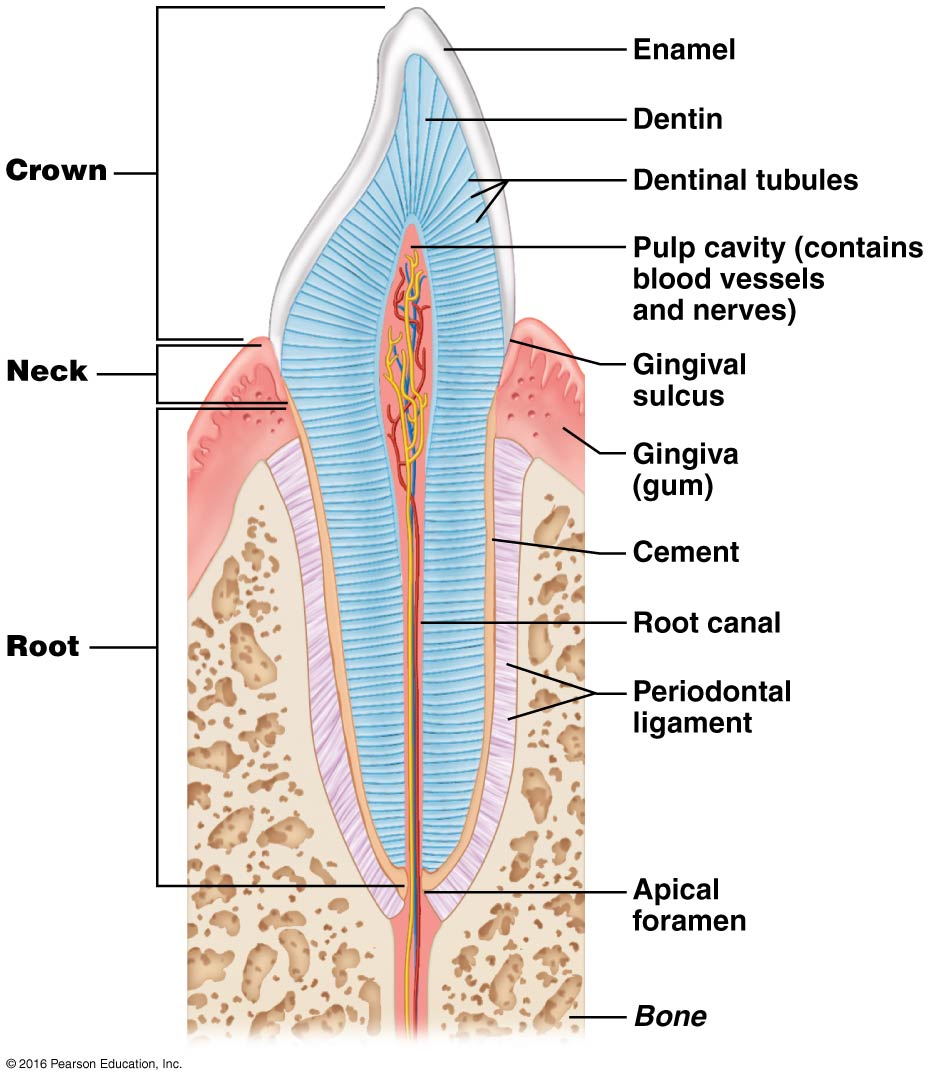 Crown
Neck
Root
Enamel
Dentin
Dentinal tubules
Pulp cavity (contains
blood vessels
and nerves)
Gingival
sulcus
Gingiva
(gum)
Cement
Root canal
Periodontal
ligament
Apical
foramen
Bone
© 2016 Pearson Education, Inc.